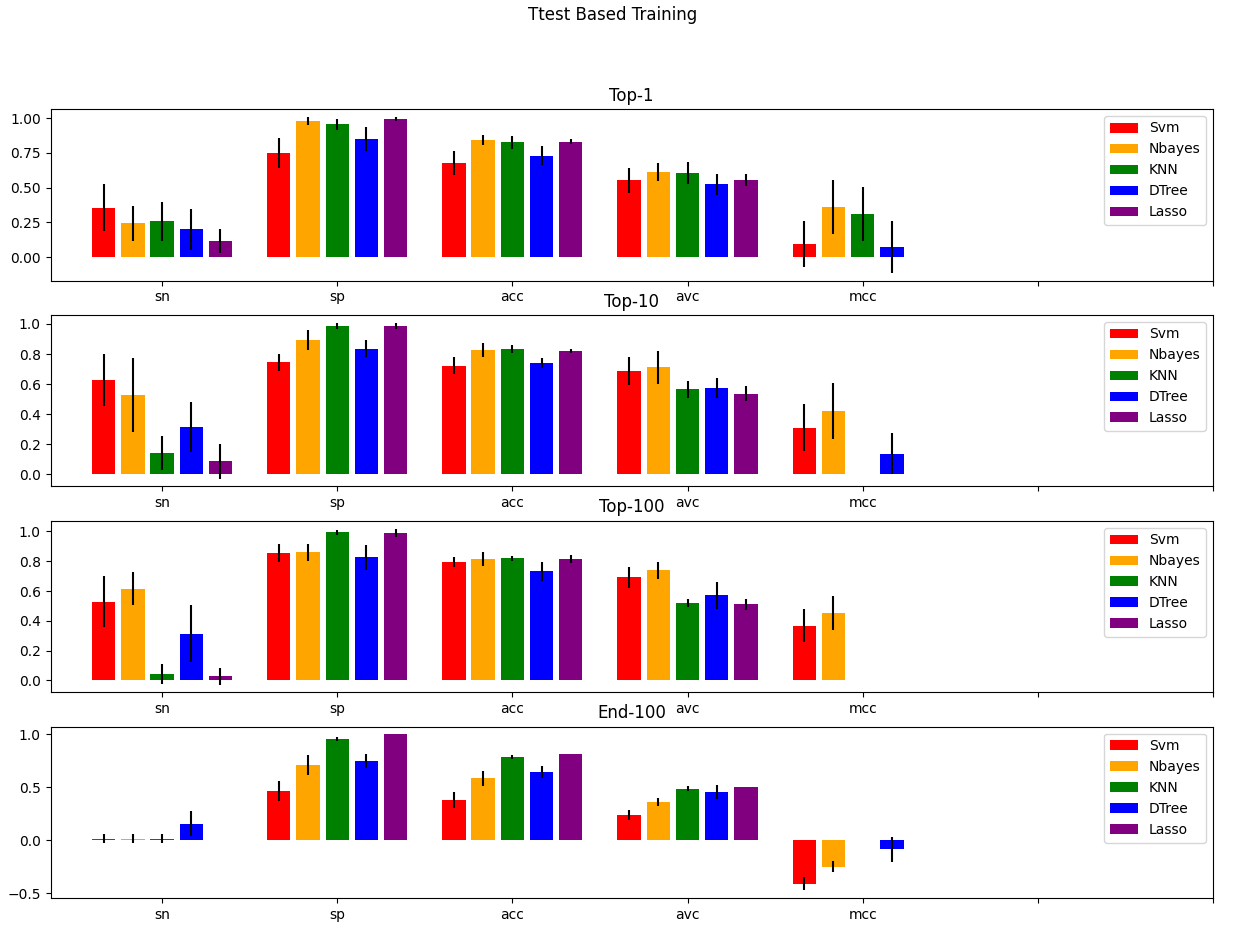 Ttest Based Training
Top-1
1.00
0.75
0.50
0.25
0.00
Svm
Nbayes
KNN
DTree
Lasso
sn sp acc avc mcc
Top-10
1.0
0.8
0.6
0.4
0.2
0.0
Svm
Nbayes
KNN
DTree
Lasso
sn sp acc avc mcc
Top-100
1.0
0.8
0.6
0.4
0.2
0.0
Svm
Nbayes
KNN
DTree
Lasso
sn sp acc avc mcc
End-100
1.0
0.5
0.0
−0.5
Svm
Nbayes
KNN
DTree
Lasso
sn sp acc avc mcc